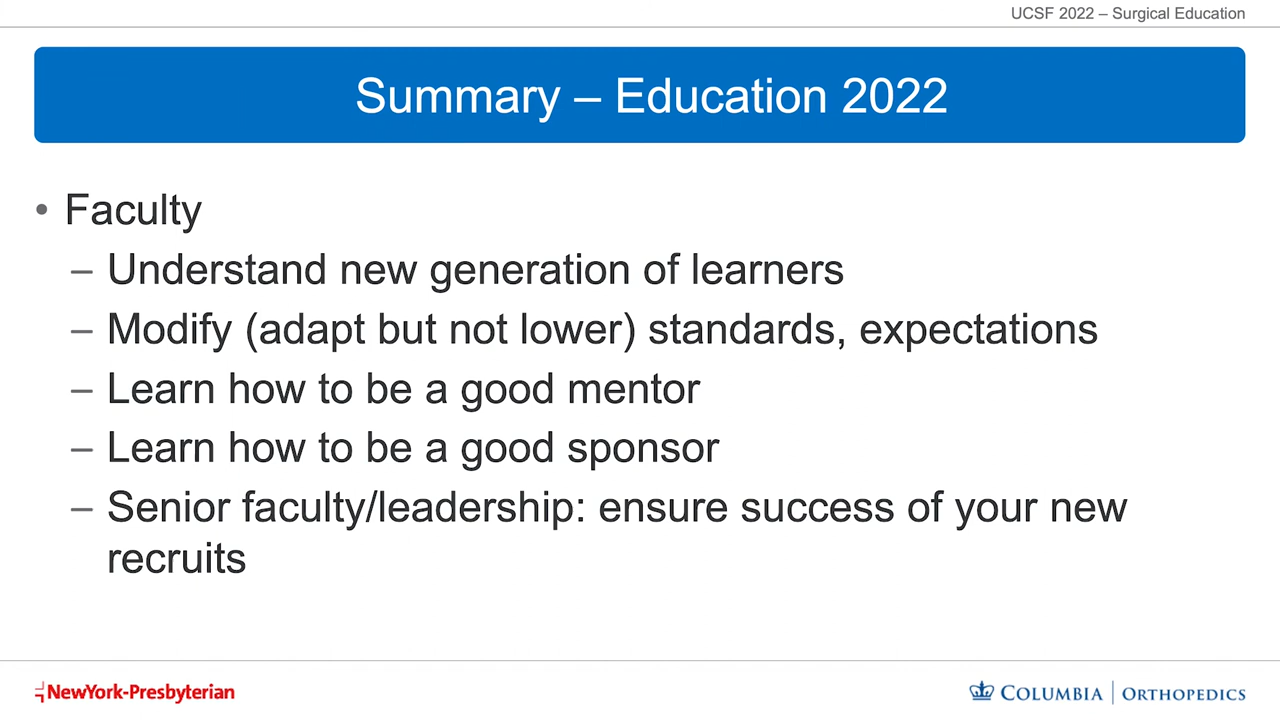 UCSF 2022 – Surgical Education
Summary – Education 2022
• Faculty
– Understand new generation of learners
– Modify (adapt but not lower) standards, expectations
– Learn how to be a good mentor
– Learn how to be a good sponsor
– Senior faculty/leadership: ensure success of your new
recruits
NewYork-Presbyterian
COLUMBIA | ORTHOPEDICS